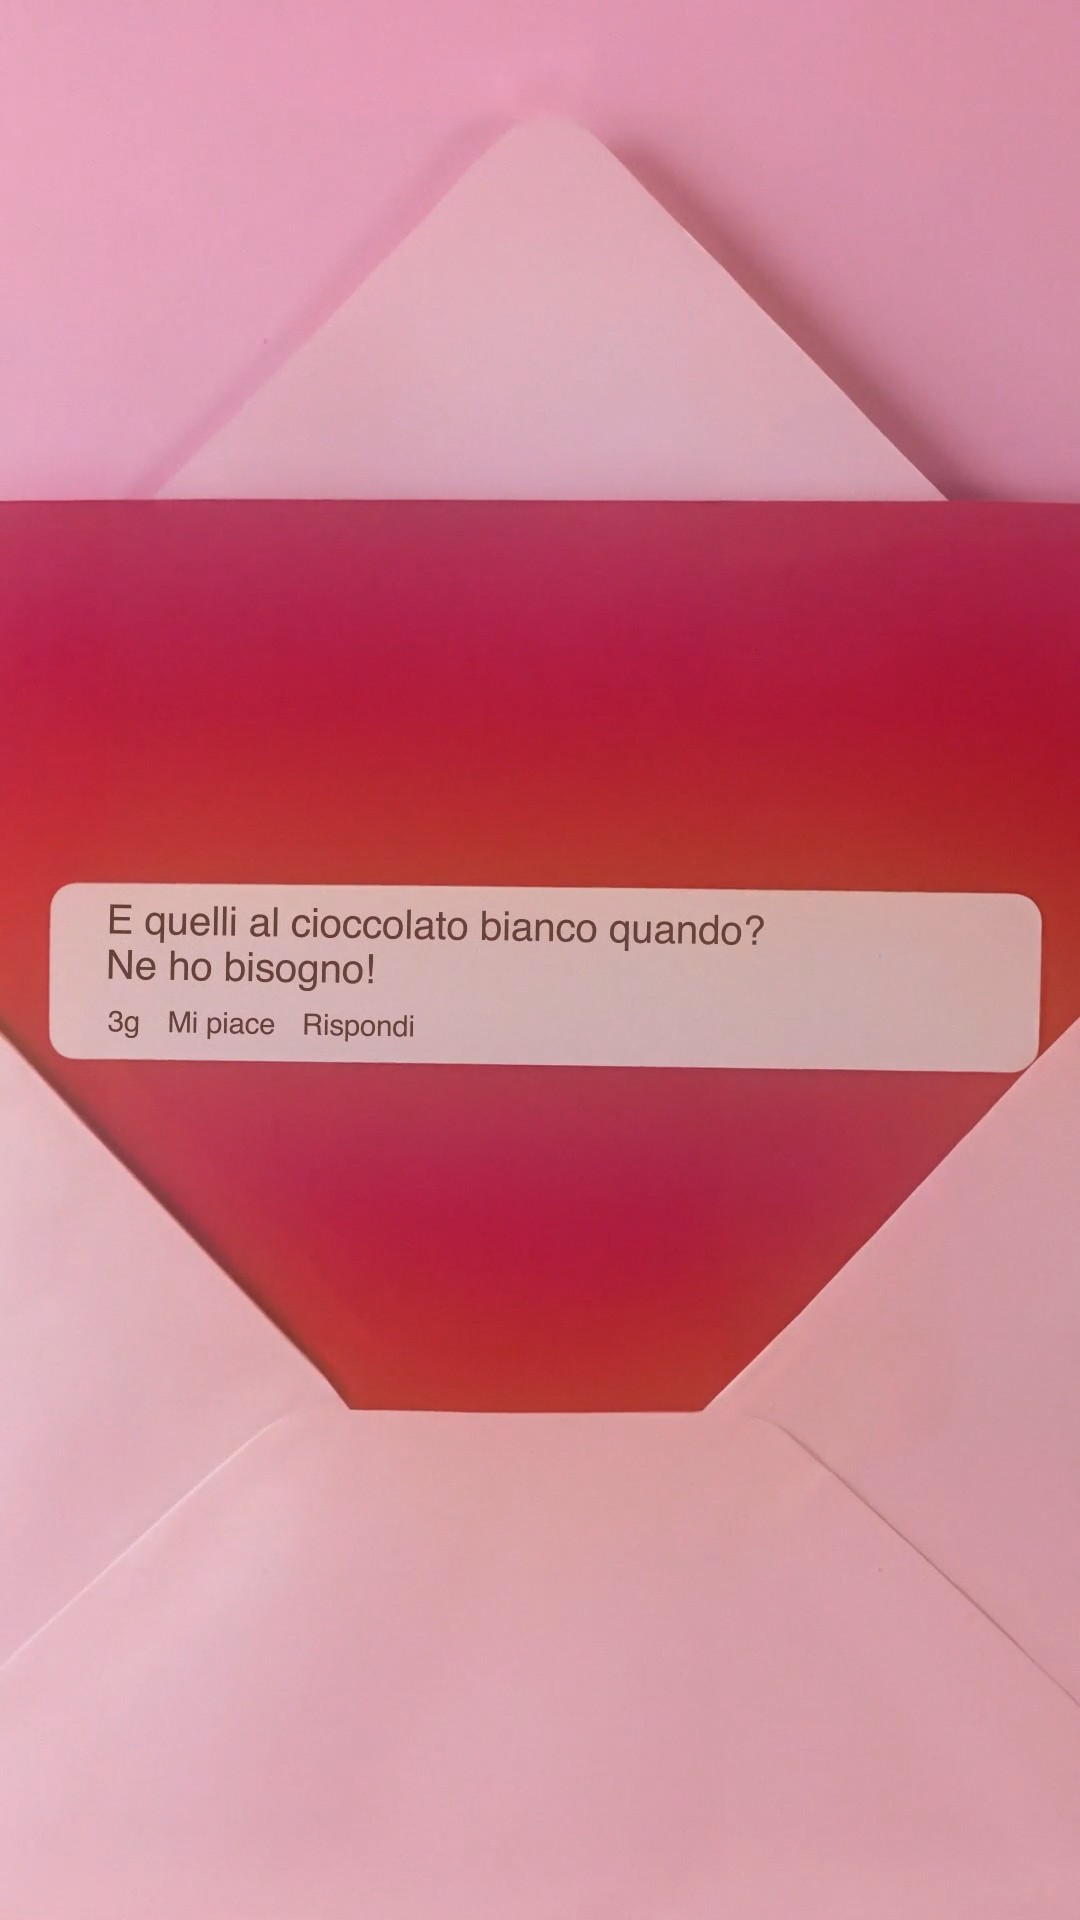 E quelli al cioccolato bianco quando?
Ne ho bisogno!
3g Mi piace Rispondi